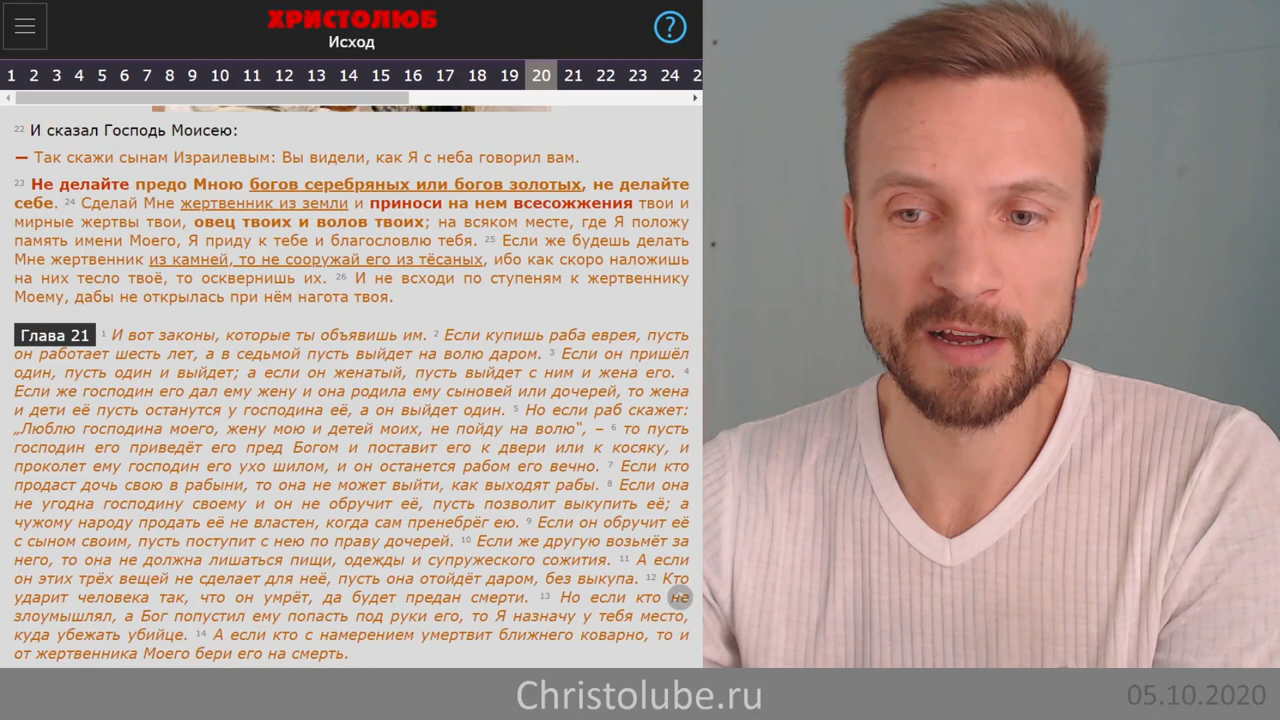 ХРИСТОЛЮБ
Исход
?
1 2 3 4 5 6 7 8 9 10 11 12 13 14 15 16 17 18 19 20 21 22 23 24 2
22 И сказал Господь Моисею:
— Так скажи сынам Израилевым: Вы видели, как Я с неба говорил вам.
23 Не делайте предо Мною богов серебряных или богов золотых, не делайте
себе. 24 Сделай Мне жертвенник из земли и приноси на нем всесожжения твои и
мирные жертвы твои, овец твоих и волов твоих; на всяком месте, где Я положу
память имени Моего, Я приду к тебе и благословлю тебя. 25 Если же будешь делать
Мне жертвенник из камней, то не сооружай его из тёсаных, ибо как скоро наложишь
на них тесло твоё, то осквернишь их. 26 И не всходи по ступеням к жертвеннику
Моему, дабы не открылась при нём нагота твоя.
Глава 21 1 И вот законы, которые ты объявишь им. 2 Если купишь раба еврея, пусть
он работает шесть лет, а в седьмой пусть выйдет на волю даром. 3 Если он пришёл
один, пусть один и выйдет; а если он женатый, пусть выйдет с ним и жена его. 4
Если же господин его дал ему жену и она родила ему сыновей или дочерей, то жена
и дети её пусть останутся у господина её, а он выйдет один. 5 Но если раб скажет:
„Люблю господина моего, жену мою и детей моих, не пойду на волю“, – 6 то пусть
господин его приведёт его пред Богом и поставит его к двери или к косяку, и
проколет ему господин его ухо шилом, и он останется рабом его вечно. 7 Если кто
продаст дочь свою в рабыни, то она не может выйти, как выходят рабы. 8 Если она
не угодна господину своему и он не обручит её, пусть позволит выкупить её; а
чужому народу продать её не властен, когда сам пренебрёг ею. 9 Если он обручит её
с сыном своим, пусть поступит с нею по праву дочерей. 10 Если же другую возьмёт за
него, то она не должна лишаться пищи, одежды и супружеского сожития. 11 А если
он этих трёх вещей не сделает для неё, пусть она отойдёт даром, без выкупа. 12 Кто
ударит человека так, что он умрёт, да будет предан смерти. 13 Но если кто не
злоумышлял, а Бог попустил ему попасть под руки его, то Я назначу у тебя место,
куда убежать убийце. 14 А если кто с намерением умертвит ближнего коварно, то и
от жертвенника Моего бери его на смерть.
Christolube.ru
05.10.2020